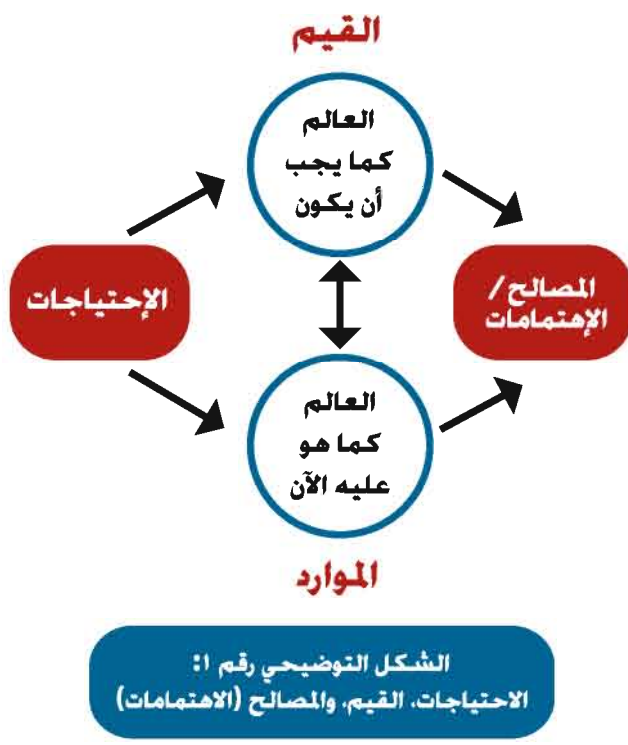 القيم
العالم
كما يجب
أن يكون
الإحتياجات
المصالح/
الإهتمامات
العالم
كما هو
عليه الآن
الموارد
الشكل التوضيحي رقم ١:
الاحتياجات، القيم، والمصالح (الاهتمامات)